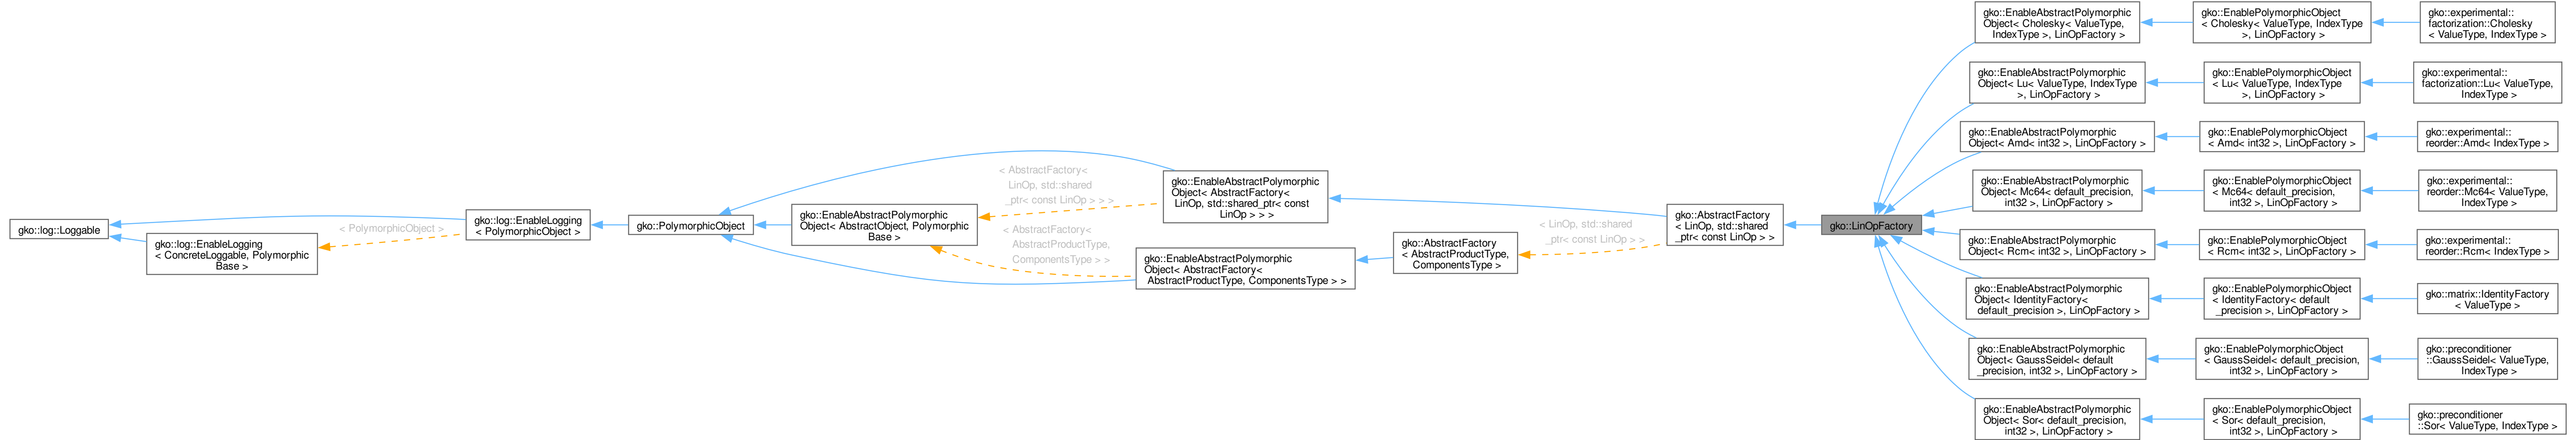 gko::log::Loggable
gko::log::EnableLogging
< ConcreteLoggable, Polymorphic
Base >
< PolymorphicObject >
gko::log::EnableLogging
< PolymorphicObject >
gko::PolymorphicObject
gko::EnableAbstractPolymorphic
Object< AbstractObject, Polymorphic
Base >
< AbstractFactory<
LinOp, std::shared
_ptr< const LinOp > > >
< AbstractFactory<
AbstractProductType,
ComponentsType > >
gko::EnableAbstractPolymorphic
Object< AbstractFactory<
LinOp, std::shared_ptr< const
LinOp > > >
gko::EnableAbstractPolymorphic
Object< AbstractFactory<
AbstractProductType, ComponentsType > >
gko::AbstractFactory
< AbstractProductType,
ComponentsType >
< LinOp, std::shared
_ptr< const LinOp > >
gko::AbstractFactory
< LinOp, std::shared
_ptr< const LinOp > >
gko::LinOpFactory
gko::EnableAbstractPolymorphic
Object< Cholesky< ValueType,
IndexType >, LinOpFactory >
gko::EnablePolymorphicObject
< Cholesky< ValueType, IndexType
>, LinOpFactory >
gko::experimental::
factorization::Cholesky
< ValueType, IndexType >
gko::EnableAbstractPolymorphic
Object< Lu< ValueType, IndexType
>, LinOpFactory >
gko::EnablePolymorphicObject
< Lu< ValueType, IndexType
>, LinOpFactory >
gko::experimental::
factorization::Lu< ValueType,
IndexType >
gko::EnableAbstractPolymorphic
Object< Amd< int32 >, LinOpFactory >
gko::EnablePolymorphicObject
< Amd< int32 >, LinOpFactory >
gko::experimental::
reorder::Amd< IndexType >
gko::EnableAbstractPolymorphic
Object< Mc64< default_precision,
int32 >, LinOpFactory >
gko::EnablePolymorphicObject
< Mc64< default_precision,
int32 >, LinOpFactory >
gko::experimental::
reorder::Mc64< ValueType,
IndexType >
gko::EnableAbstractPolymorphic
Object< Rcm< int32 >, LinOpFactory >
gko::EnablePolymorphicObject
< Rcm< int32 >, LinOpFactory >
gko::experimental::
reorder::Rcm< IndexType >
gko::EnableAbstractPolymorphic
Object< IdentityFactory<
default_precision >, LinOpFactory >
gko::EnablePolymorphicObject
< IdentityFactory< default
_precision >, LinOpFactory >
gko::matrix::IdentityFactory
< ValueType >
gko::EnableAbstractPolymorphic
Object< GaussSeidel< default
_precision, int32 >, LinOpFactory >
gko::EnablePolymorphicObject
< GaussSeidel< default_precision,
int32 >, LinOpFactory >
gko::preconditioner
::GaussSeidel< ValueType,
IndexType >
gko::EnableAbstractPolymorphic
Object< Sor< default_precision,
int32 >, LinOpFactory >
gko::EnablePolymorphicObject
< Sor< default_precision,
int32 >, LinOpFactory >
gko::preconditioner
::Sor< ValueType, IndexType >